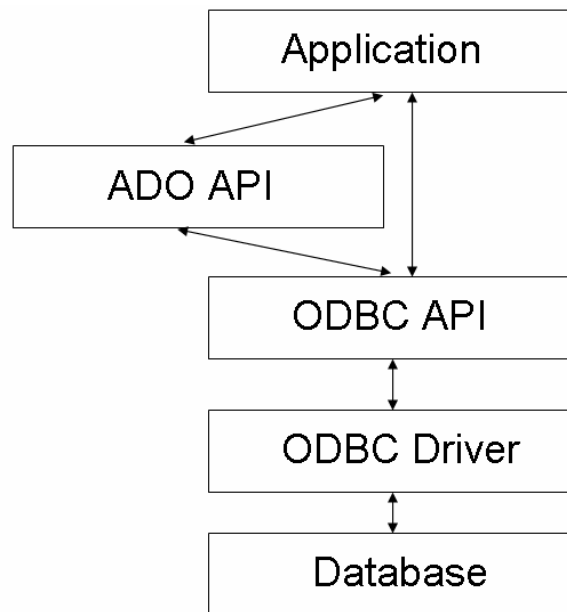 Application
ADO API
ODBC API
ODBC Driver
Database